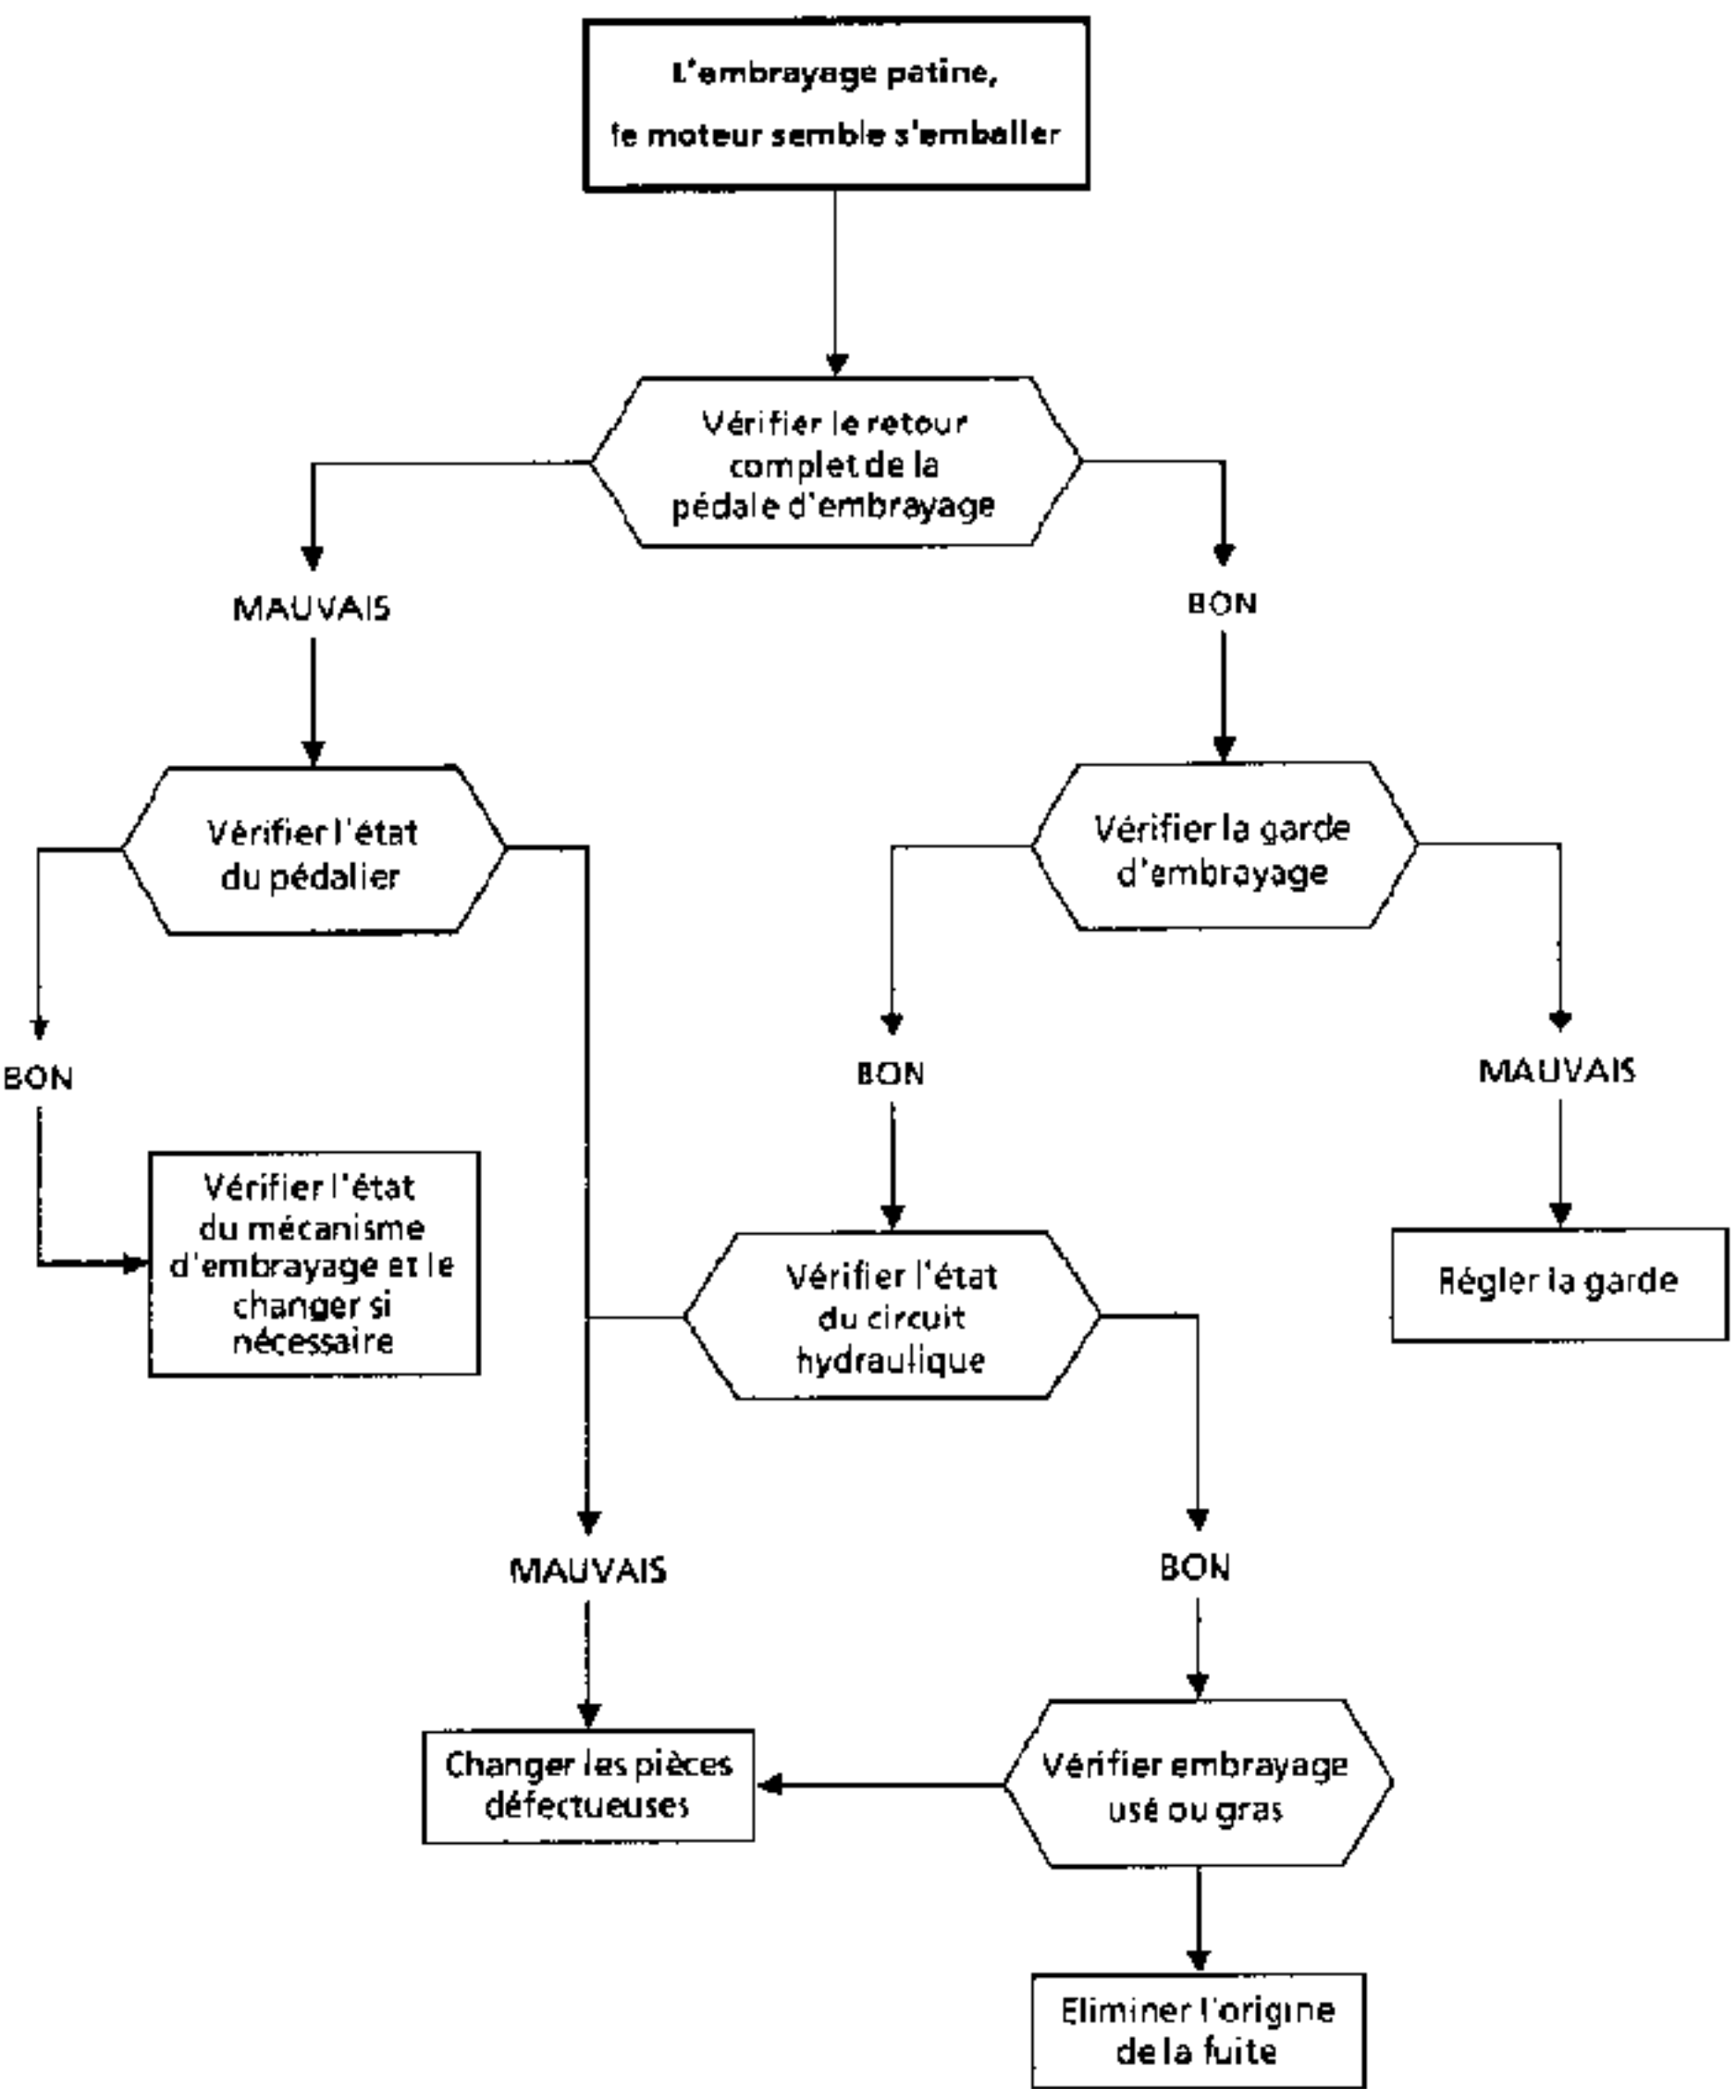 L'embrayage patine,
le moteur semble s'emballer
Vérifier le retour
complet de la
pédale d'embrayage
MAUVAIS
BON
Vérifier l'état
du pédalier
Vérifier la garde
d'embrayage
BON
BON
MAUVAIS
Vérifier l'état
du mécanisme
d'embrayage et le
changer si
nécessaire
Vérifier l'état
du circuit
hydraulique
Régler la garde
MAUVAIS
BON
Changer les pièces
défectueuses
Vérifier embrayage
usé ou gras
Eliminer l'origine
de la fuite